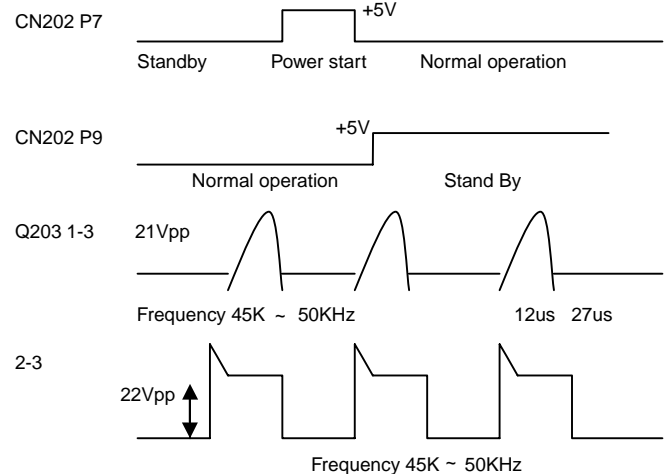 CN202 P7
+5V
Standby Power start Normal operation
CN202 P9
+5V
Normal operation Stand By
Q203 1-3 21Vpp
Frequency 45K ~ 50KHz 12us 27us
2-3
22Vpp
Frequency 45K ~ 50KHz